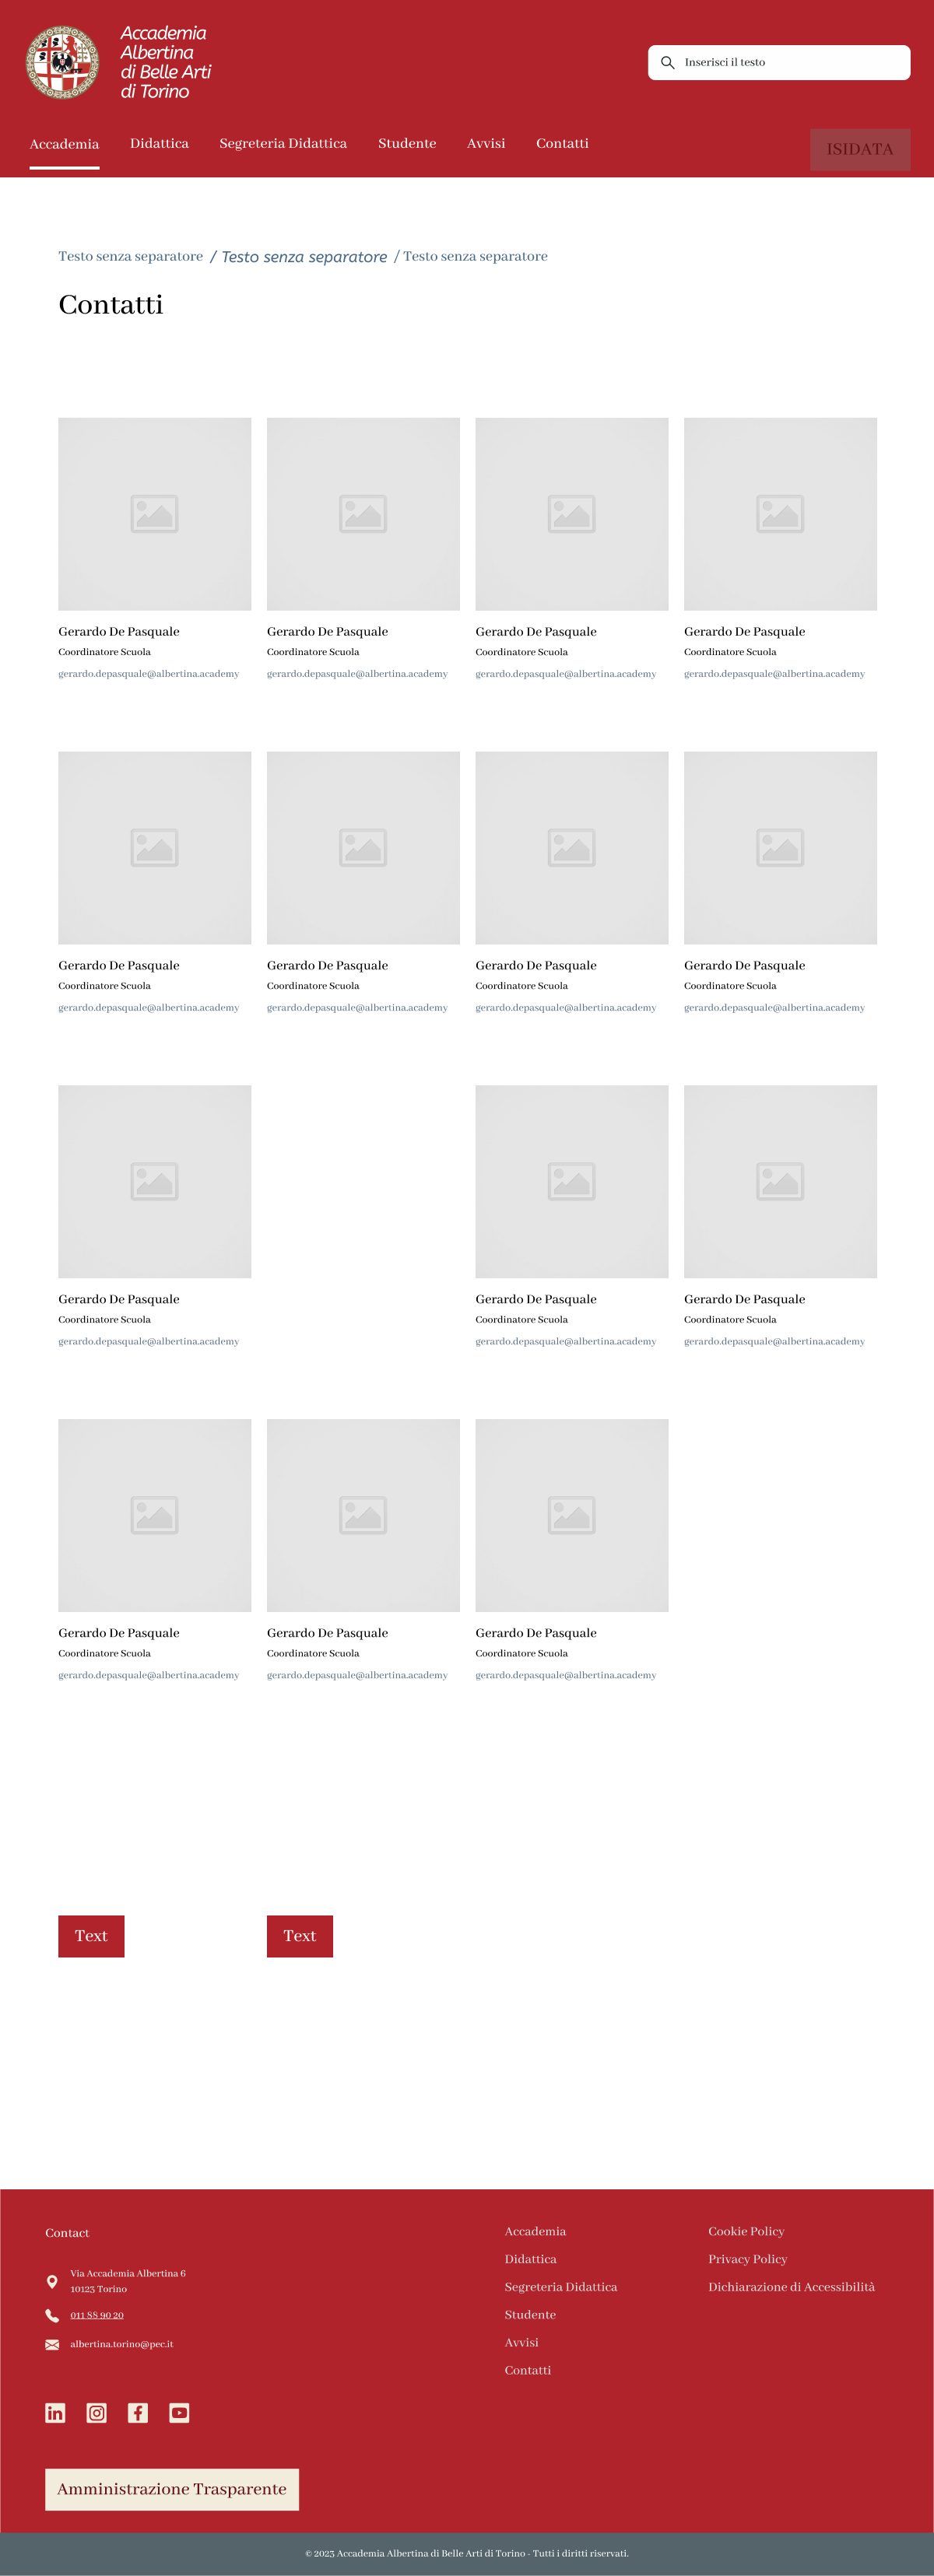 Accademia
Albertina
di Belle Arti
di Torino
Inserisci il testo
Accademia Didattica Segreteria Didattica Studente Avvisi Contatti ISIDATA
Testo senza separatore / Testo senza separatore / Testo senza separatore
Contatti
Gerardo De Pasquale Gerardo De Pasquale Gerardo De Pasquale Gerardo De Pasquale
Coordinatore Scuola Coordinatore Scuola Coordinatore Scuola Coordinatore Scuola
gerardo.depasquale@albertina.academy gerardo.depasquale@albertina.academy gerardo.depasquale@albertina.academy gerardo.depasquale@albertina.academy
Gerardo De Pasquale Gerardo De Pasquale Gerardo De Pasquale Gerardo De Pasquale
Coordinatore Scuola Coordinatore Scuola Coordinatore Scuola Coordinatore Scuola
gerardo.depasquale@albertina.academy gerardo.depasquale@albertina.academy gerardo.depasquale@albertina.academy gerardo.depasquale@albertina.academy
Gerardo De Pasquale Gerardo De Pasquale Gerardo De Pasquale
Coordinatore Scuola Coordinatore Scuola Coordinatore Scuola
gerardo.depasquale@albertina.academy gerardo.depasquale@albertina.academy gerardo.depasquale@albertina.academy
Gerardo De Pasquale Gerardo De Pasquale Gerardo De Pasquale
Coordinatore Scuola Coordinatore Scuola Coordinatore Scuola
gerardo.depasquale@albertina.academy gerardo.depasquale@albertina.academy gerardo.depasquale@albertina.academy
Text Text
Contact
Via Accademia Albertina 6
10123 Torino
011 88 90 20
albertina.torino@pec.it
Accademia
Didattica
Segreteria Didattica
Studente
Avvisi
Contatti
Cookie Policy
Privacy Policy
Dichiarazione di Accessibilità
Amministrazione Trasparente
© 2023 Accademia Albertina di Belle Arti di Torino - Tutti i diritti riservati.